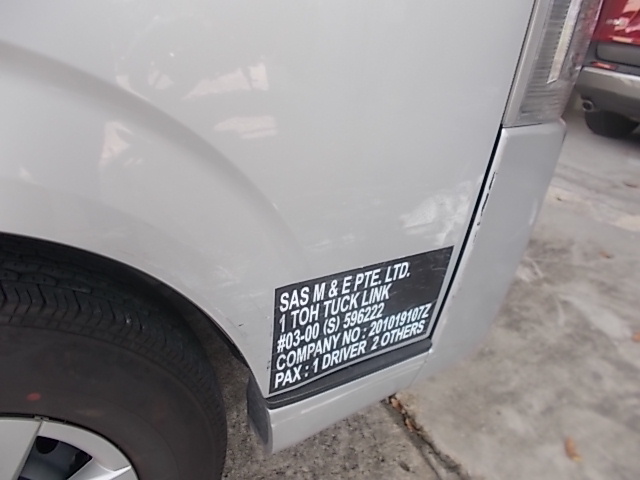 SAS M & E PTE. LTD.
1 TOH TUCK LINK
#03-00 (S) 596222
COMPANY NO : 201019107Z
PAX : 1 DRIVER 2 OTHERS